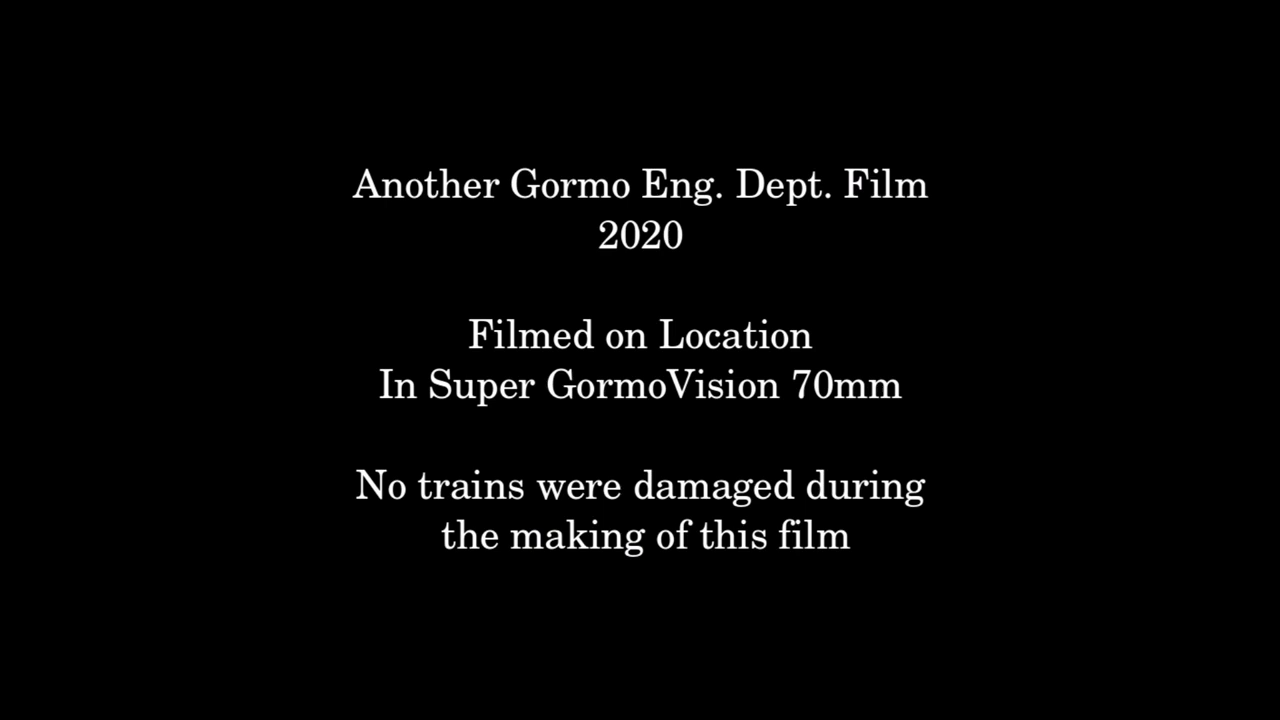 Another Gormo Eng. Dept. Film
2020
Filmed on Location
In Super GormoVision 70mm
No trains were damaged during
the making of this film